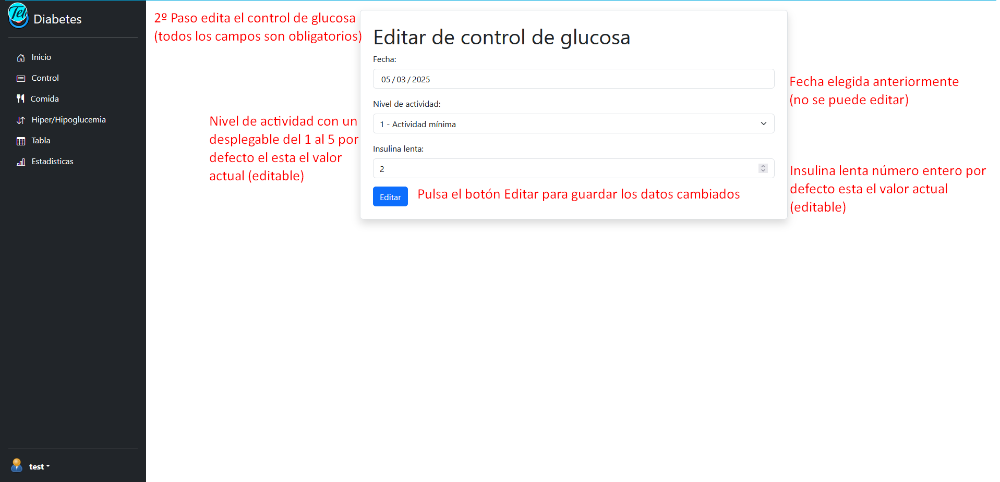 Tel
Diabetes
Inicio
Control
Comida
Hiper/Hipoglucemia
Tabla
Estadisticas
test
2º Paso edita el control de glucosa
(todos los campos son obligatorios)
Editar de control de glucosa
Fecha:
05/03/2025
Fecha elegida anteriormente
(no se puede editar)
Nivel de actividad:
1 - Actividad mínima
Nivel de actividad con un
desplegable del 1 al 5 por
defecto el esta el valor
actual (editable)
Insulina lenta:
2
Insulina lenta número entero por
defecto esta el valor actual
(editable)
Editar
Pulsa el botón Editar para guardar los datos cambiados